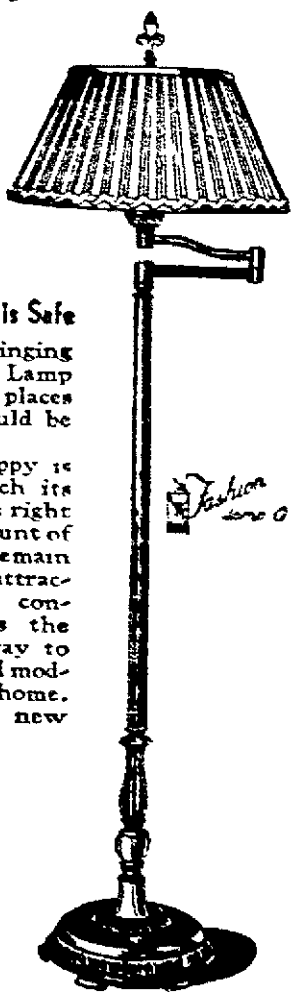 Is Safe
inging
Lamp
places
uld be
ppy is
ch its
s right
unt of
emain
attrac-
con-
s the
ay to
l mod-
home.
new
Fashion